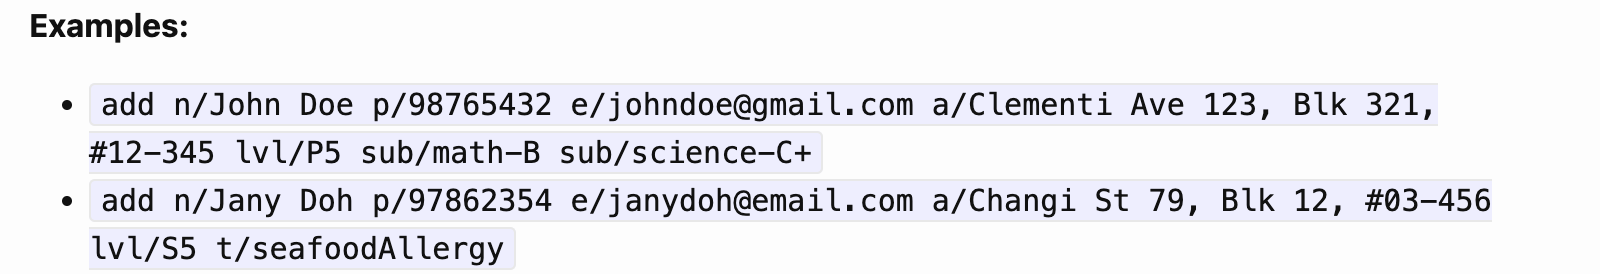 Examples:
• add n/John Doe p/98765432 e/johndoe@gmail.com a/Clementi Ave 123, Blk 321,
#12-345 lvl/P5 sub/math-B sub/science-C+
• add n/Jany Doh p/97862354 e/janydoh@email.com a/Changi St 79, Blk 12, #03-456
lvl/S5 t/seafoodAllergy